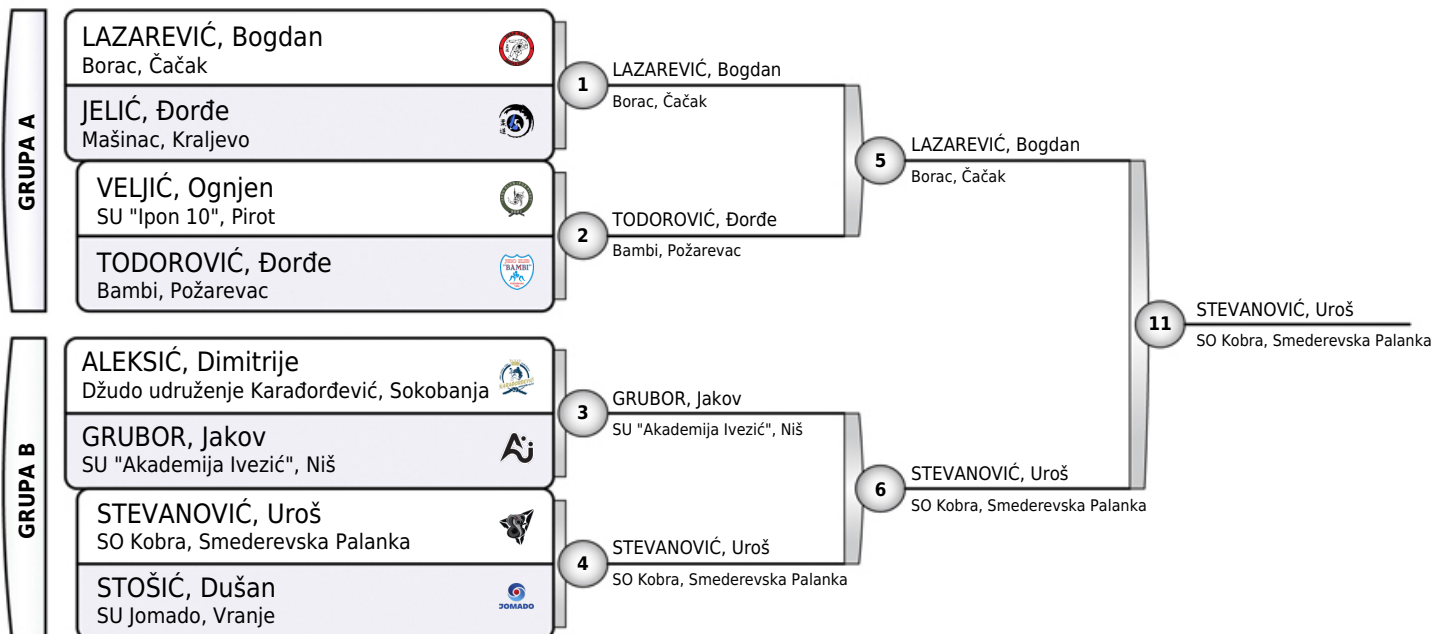 GRUPA A
LAZAREVIĆ, Bogdan
Borac, Čačak
JELIĆ, Đorđe
Mašinac, Kraljevo
VELJIĆ, Ognjen
SU "Ipon 10", Pirot
TODOROVIĆ, Đorđe
Bambi, Požarevac
"BAMBI"
1
LAZAREVIĆ, Bogdan
Borac, Čačak
2
TODOROVIĆ, Đorđe
Bambi, Požarevac
5
LAZAREVIĆ, Bogdan
Borac, Čačak
GRUPA B
ALEKSIĆ, Dimitrije
Džudo udruženje Karađorđević, Sokobanja
GRUBOR, Jakov
SU "Akademija Ivezić", Niš
STEVANOVIĆ, Uroš
SO Kobra, Smederevska Palanka
STOŠIĆ, Dušan
SU Jomado, Vranje
JOMADO
3
GRUBOR, Jakov
SU "Akademija Ivezić", Niš
4
STEVANOVIĆ, Uroš
SO Kobra, Smederevska Palanka
6
STEVANOVIĆ, Uroš
SO Kobra, Smederevska Palanka
11
STEVANOVIĆ, Uroš
SO Kobra, Smederevska Palanka